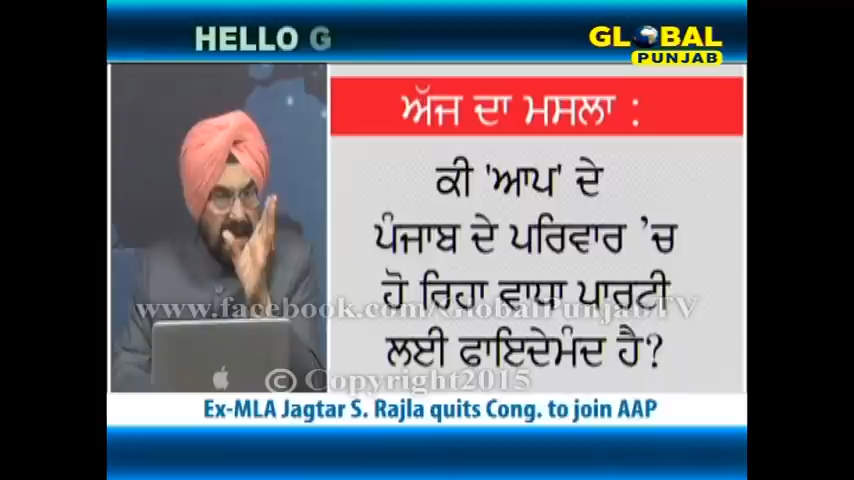 HELLO G
GLOBAL
PUNJAB
ਅੱਜ ਦਾ ਮਸਲਾ :
ਕੀ 'ਆਪ' ਦੇ
ਪੰਜਾਬ ਦੇ ਪਰਿਵਾਰ ’ਚ
ਹੋ ਰਿਹਾ ਵਾਧਾ ਪਾਰਟੀ
ਲਈ ਫਾਇਦੇਮੰਦ ਹੈ?
www.facebook.com/GlobalPunjabTV
© Copyright2015
Ex-MLA Jagtar S. Rajla quits Cong. to join AAP